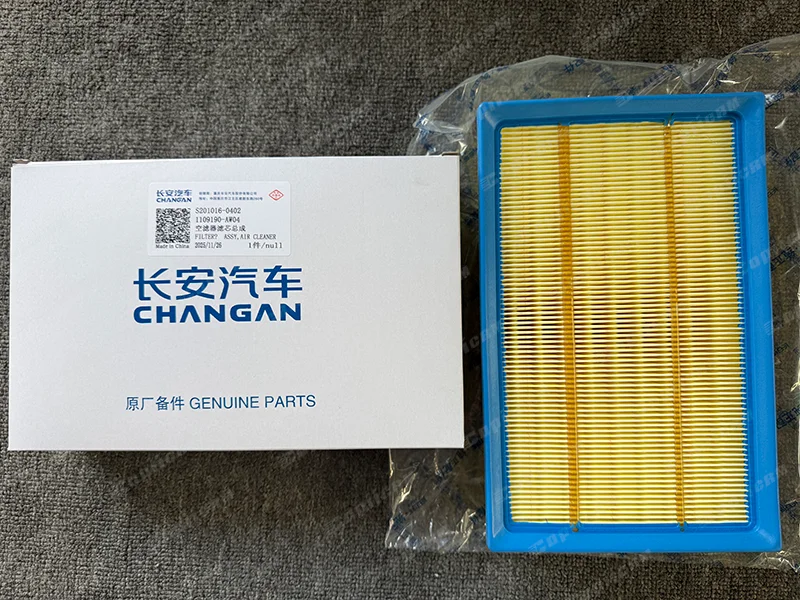 长安汽车
CHANGAN
S201016-0402
1109190-AW04
空滤器滤芯总成
FILTER? ASSY,AIR CLEANER
Made in China
2025/11/26
1件/null
长安汽车
CHANGAN
原厂备件 GENUINE PARTS